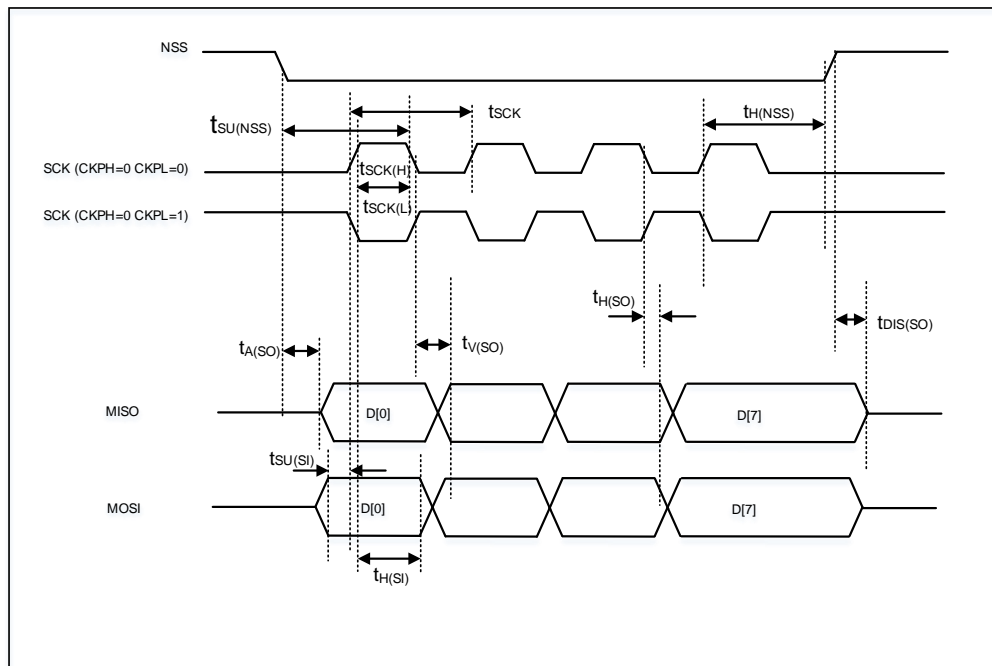 NSS
tSCK
tSU(NSS)
tH(NSS)
SCK (CKPH=0 CKPL=0)
tSCK(H)
tSCK(L)
SCK (CKPH=0 CKPL=1)
tH(SO)
tDIS(SO)
tA(SO)
tV(SO)
MISO
D[0]
D[7]
tSU(SI)
MOSI
D[0]
D[7]
tH(SI)